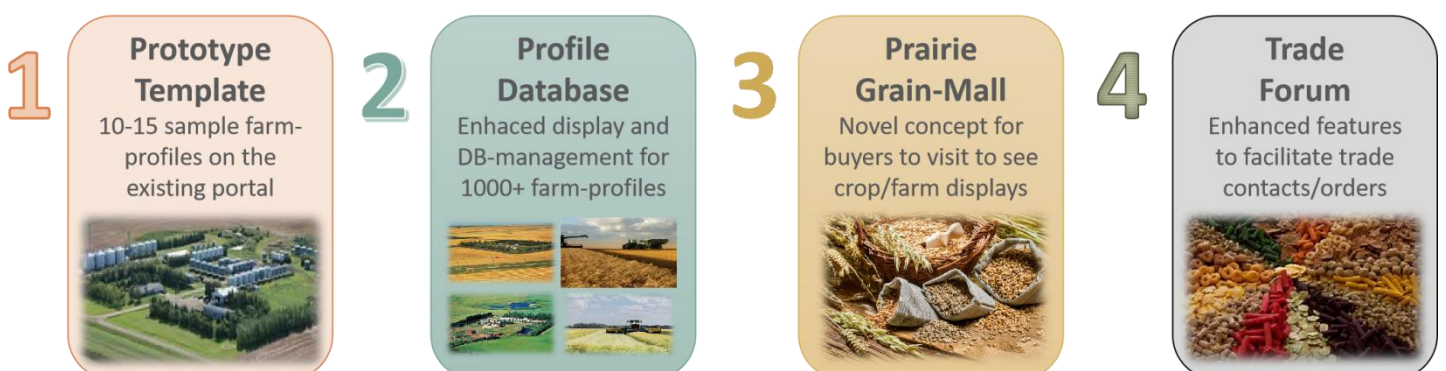 1
Prototype
Template
10-15 sample farm-
profiles on the
existing portal
2
Profile
Database
Enhaced display and
DB-management for
1000+ farm-profiles
3
Prairie
Grain-Mall
Novel concept for
buyers to visit to see
crop/farm displays
4
Trade
Forum
Enhanced features
to facilitate trade
contacts/orders